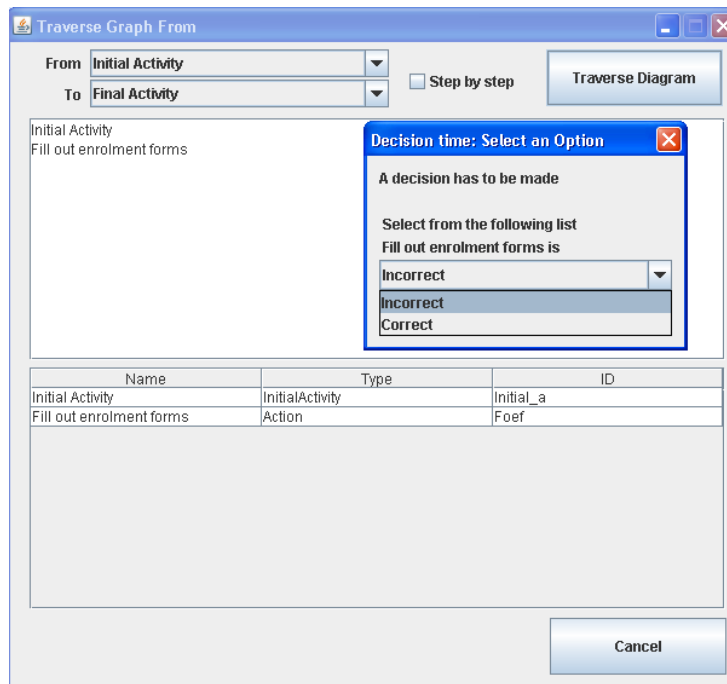 Traverse Graph From
From Initial Activity
To Final Activity
Step by step
Traverse Diagram
Initial Activity
Fill out enrolment forms
Decision time: Select an Option
A decision has to be made
Select from the following list
Fill out enrolment forms is
Incorrect
Incorrect
Correct
Name Type ID
Initial Activity InitialActivity Initial_a
Fill out enrolment forms Action Foef
Cancel